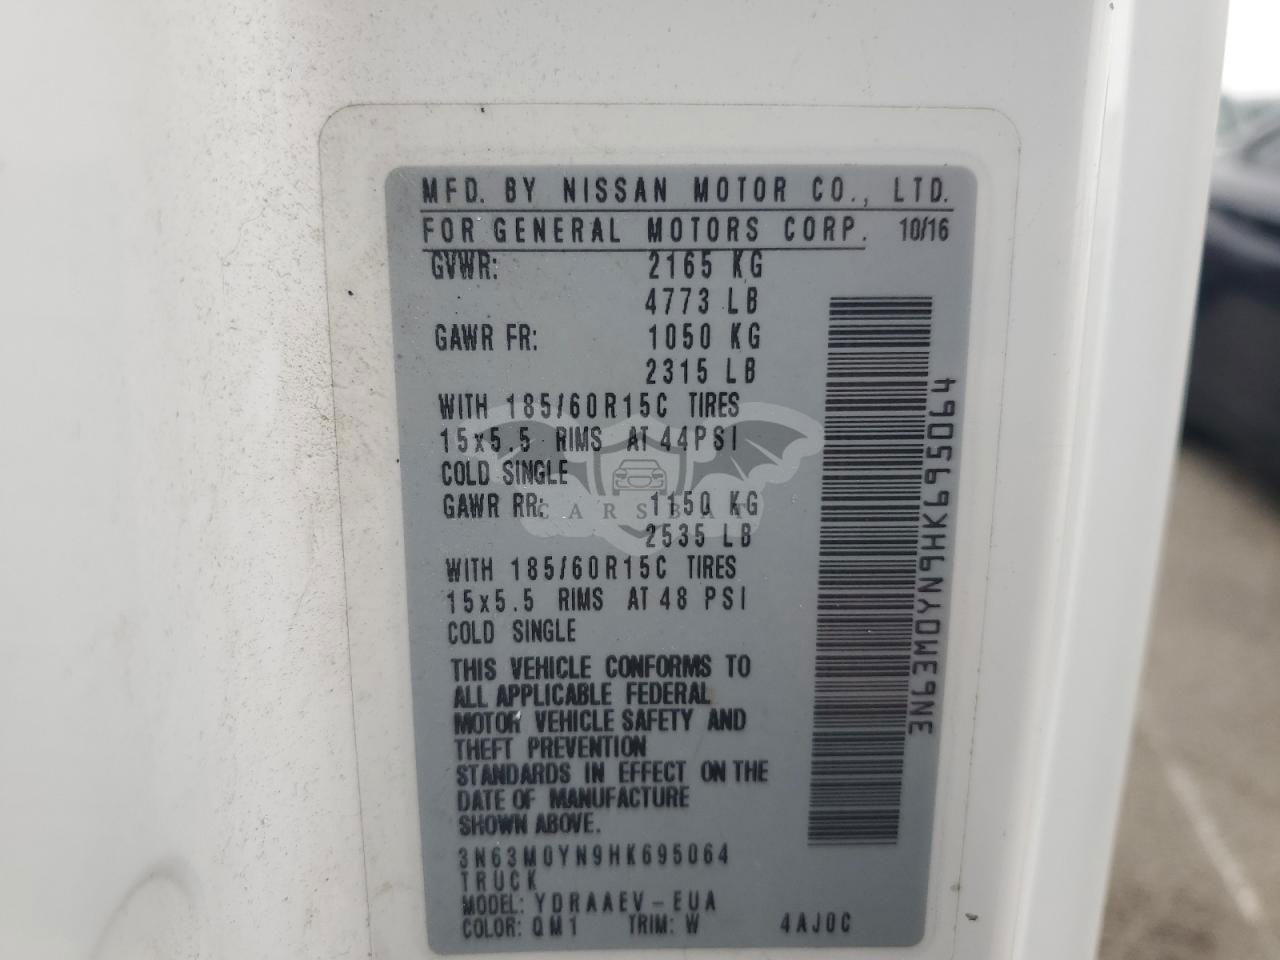 MFD. BY NISSAN MOTOR CO., LTD.
FOR GENERAL MOTORS CORP. 10/16
GVWR: 2165 KG
4773 LB
GAWR FR: 1050 KG
2315 LB
WITH 185/60R15C TIRES
15x5.5 RIMS AT 44PSI
COLD SINGLE
GAWR RR: 1150 KG
2535 LB
WITH 185/60R15C TIRES
15x5.5 RIMS AT 48 PSI
COLD SINGLE
THIS VEHICLE CONFORMS TO
ALL APPLICABLE FEDERAL
MOTOR VEHICLE SAFETY AND
THEFT PREVENTION
STANDARDS IN EFFECT ON THE
DATE OF MANUFACTURE
SHOWN ABOVE.
3N63M0YN9HK695064
TRUCK
MODEL: YDRAAEV-EUA
COLOR: QM1 TRIM: W 4AJ0C
3N63M0YN9HK695064
CARSBAT